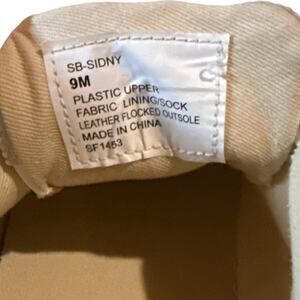 SB-SIDNY
9M
PLASTIC UPPER
FABRIC LINING/SOCK
LEATHER FLOCKED OUTSOLE
MADE IN CHINA
SF1453